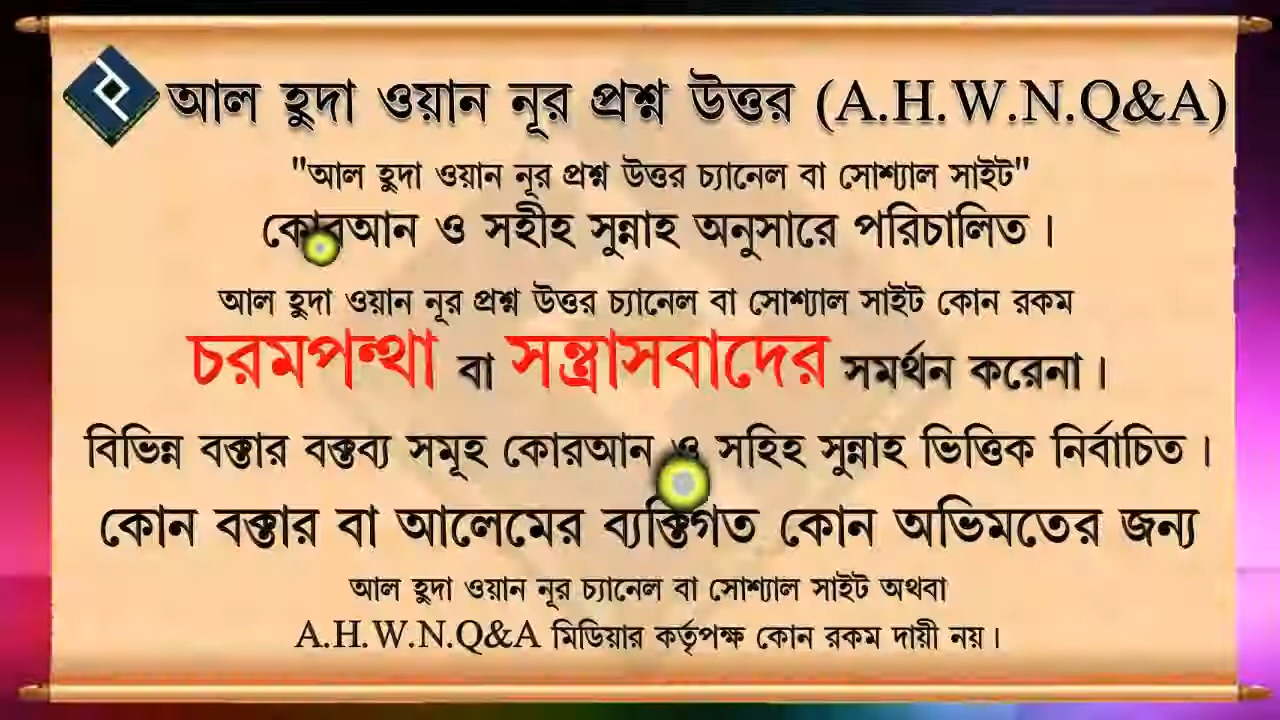 আল হুদা ওয়ান নূর প্রশ্ন উত্তর (A.H.W.N.Q&A)
"আল হুদা ওয়ান নূর প্রশ্ন উত্তর চ্যানেল বা সোশ্যাল সাইট"
কোরআন ও সহীহ সুন্নাহ অনুসারে পরিচালিত।
আল হুদা ওয়ান নূর প্রশ্ন উত্তর চ্যানেল বা সোশ্যাল সাইট কোন রকম
চরমপন্থা বা সন্ত্রাসবাদের সমর্থন করেনা।
বিভিন্ন বক্তার বক্তব্য সমূহ কোরআন ও সহিহ সুন্নাহ ভিত্তিক নির্বাচিত।
কোন বক্তার বা আলেমের ব্যক্তিগত কোন অভিমতের জন্য
আল হুদা ওয়ান নূর চ্যানেল বা সোশ্যাল সাইট অথবা
A.H.W.N.Q&A মিডিয়ার কর্তৃপক্ষ কোন রকম দায়ী নয়।